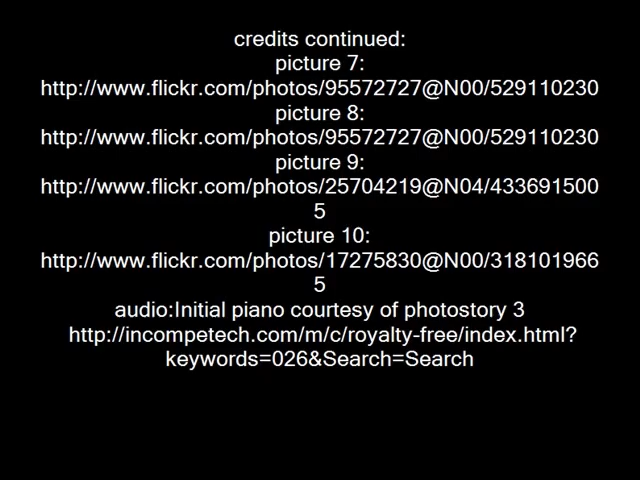 credits continued:
picture 7:
http://www.flickr.com/photos/95572727@N00/529110230
picture 8:
http://www.flickr.com/photos/95572727@N00/529110230
picture 9:
http://www.flickr.com/photos/25704219@N04/433691500
5
picture 10:
http://www.flickr.com/photos/17275830@N00/318101966
5
audio:Initial piano courtesy of photostory 3
http://incompetech.com/m/c/royalty-free/index.html?
keywords=026&Search=Search